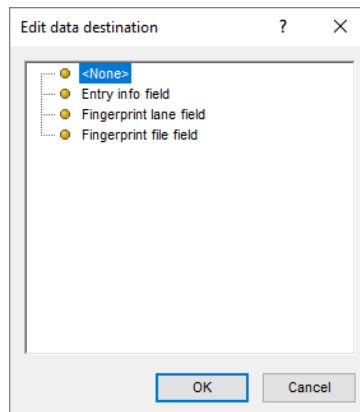 Edit data destination ?
<None>
Entry info field
Fingerprint lane field
Fingerprint file field
OK Cancel